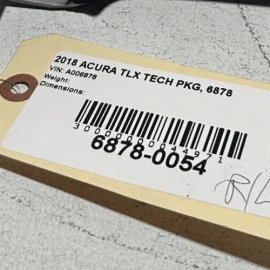 2018 ACURA TLX TECH PKG, 6878
VIN: A006878
Weight:
Dimensions:
6878-0054
R/L